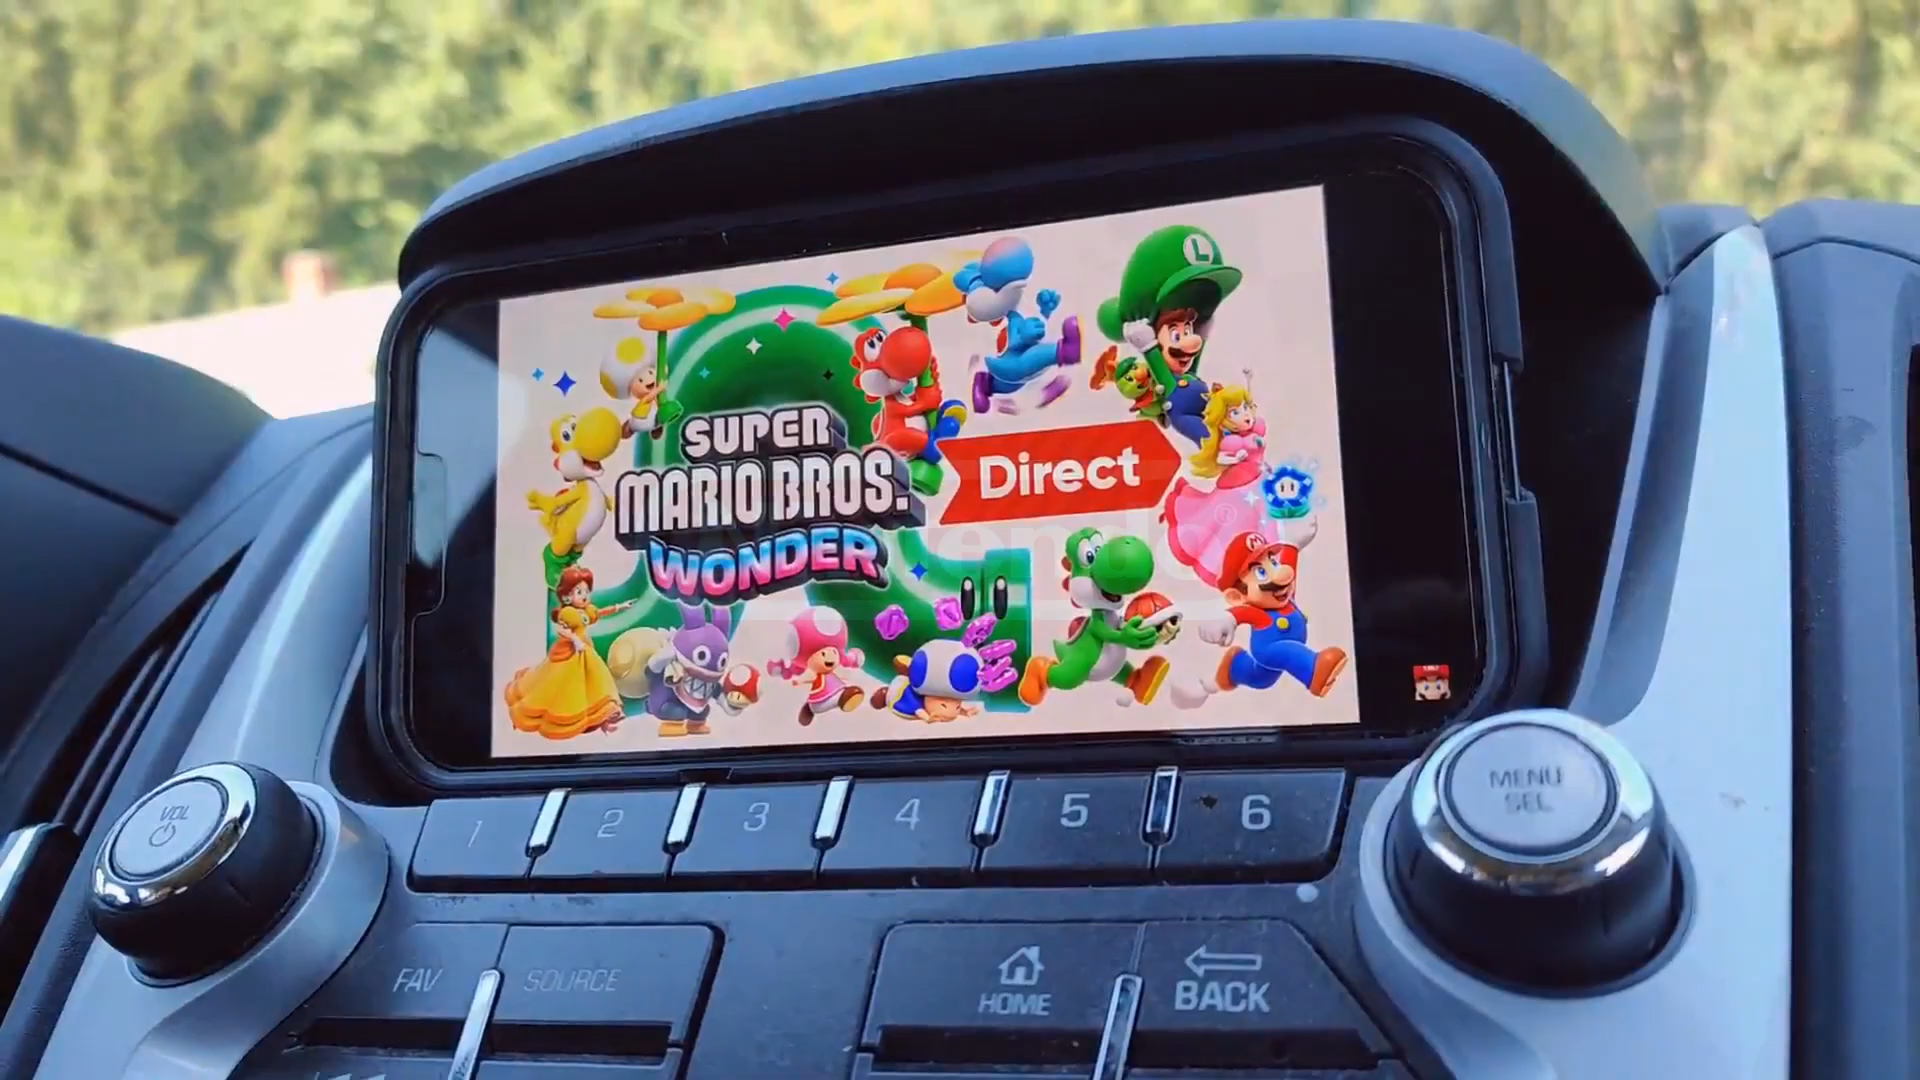 L
SUPER
MARIO BROS.
WONDER
Direct
M
VOL
1 2 3 4 5 6
MENU
SEL
FAV SOURCE
HOME BACK